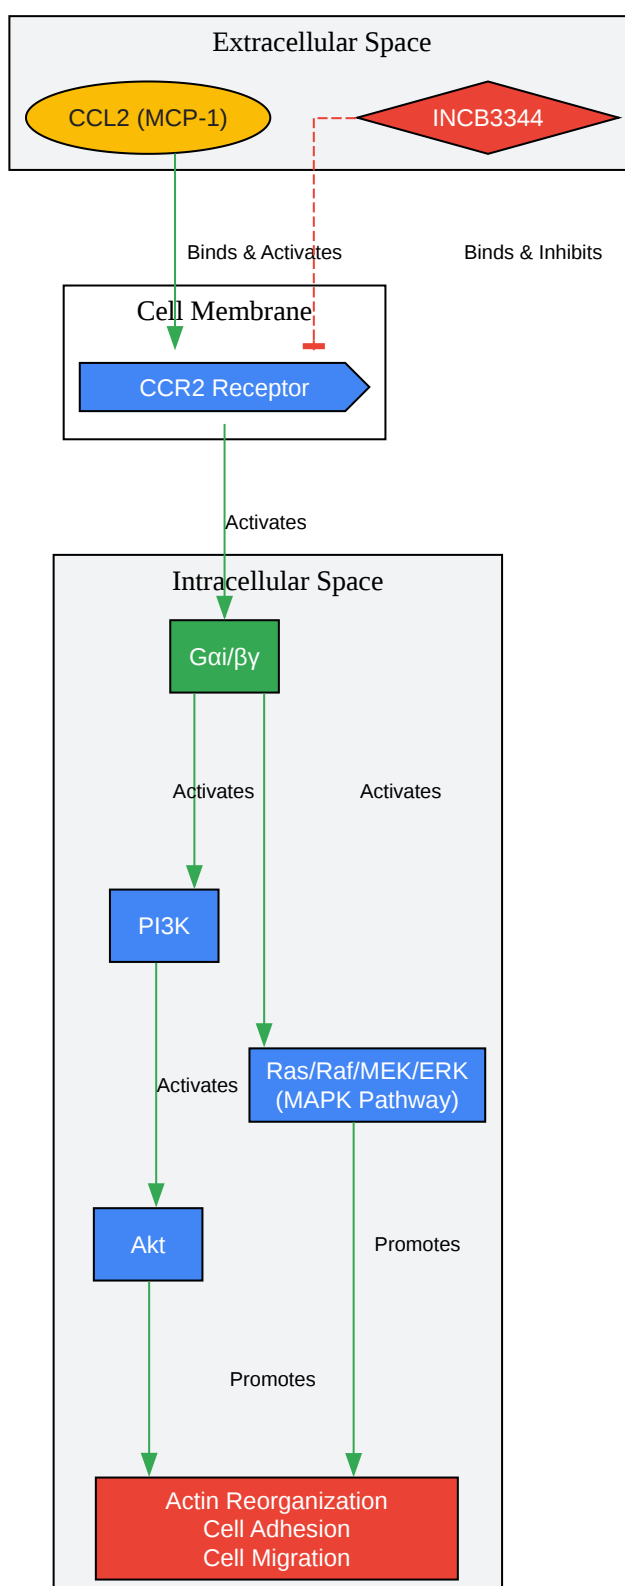 Extracellular Space
CCL2 (MCP-1)
INCB3344
Binds & Activates
Binds & Inhibits
Cell Membrane
CCR2 Receptor
Activates
Intracellular Space
Gαi/βγ
Activates
Activates
PI3K
Ras/Raf/MEK/ERK
(MAPK Pathway)
Activates
Akt
Promotes
Promotes
Actin Reorganization
Cell Adhesion
Cell Migration